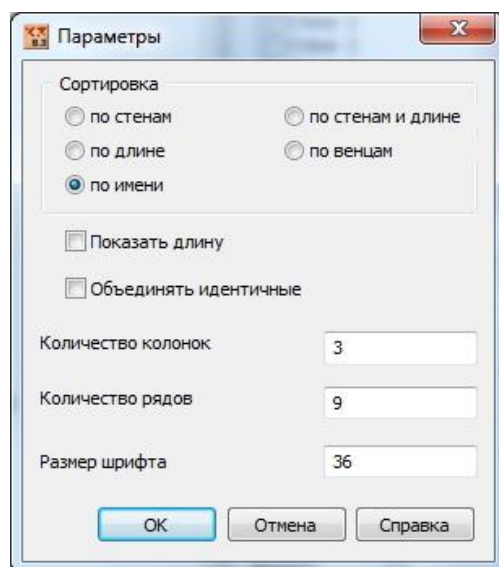 Параметры
Сортировка
по стенам
по стенам и длине
по длине
по венцам
по имени
Показать длину
Объединять идентичные
Количество колонок
3
Количество рядов
9
Размер шрифта
36
OK
Отмена
Справка